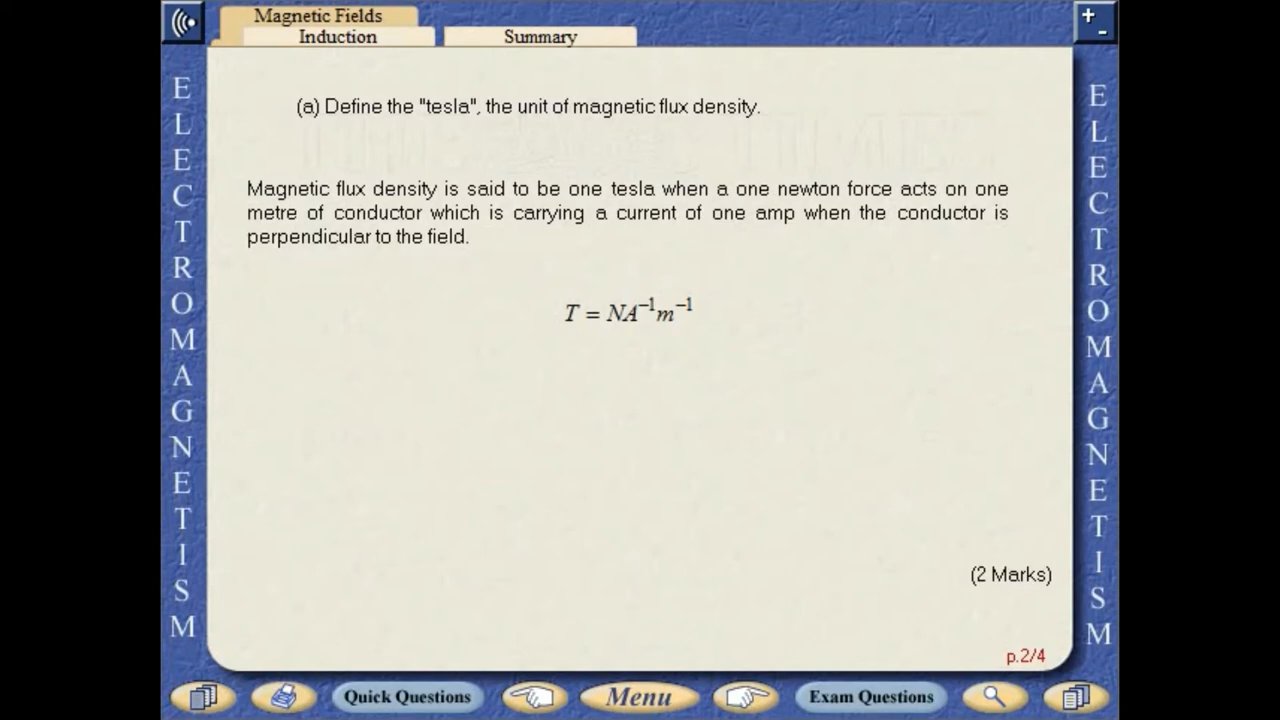 Magnetic Fields
Induction
Summary
+
-
ELECTROMAGNETISM
(a) Define the "tesla", the unit of magnetic flux density.
Magnetic flux density is said to be one tesla when a one newton force acts on one
metre of conductor which is carrying a current of one amp when the conductor is
perpendicular to the field.
T = NA⁻¹m⁻¹
(2 Marks)
p.2/4
ELECTROMAGNETISM
Quick Questions
Menu
Exam Questions